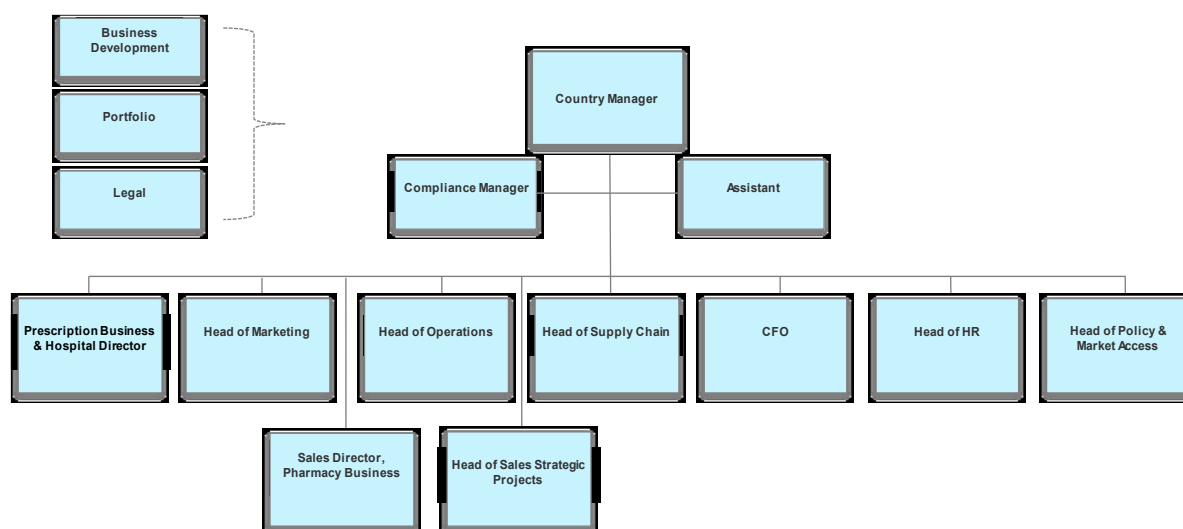 Business
Development
Portfolio
Legal
Country Manager
Compliance Manager
Assistant
Prescription Business
& Hospital Director
Head of Marketing
Head of Operations
Head of Supply Chain
CFO
Head of HR
Head of Policy &
Market Access
Sales Director,
Pharmacy Business
Head of Sales Strategic
Projects